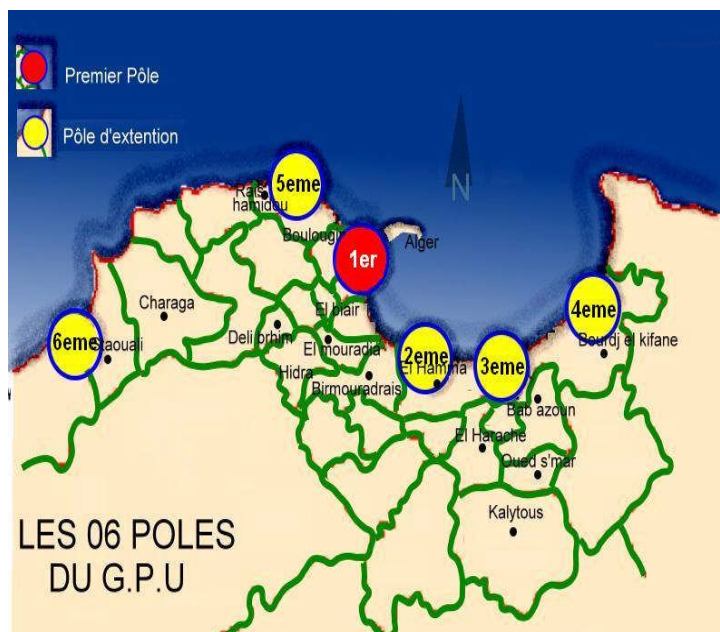 Premier Pôle
Pôle d'extention
5eme
Rais
hamidou
Boulougin
1er
Alger
N
Charaga
El biair
4eme
6eme
Staouali
Deli brhim
El mouradia
2eme
3eme
Bourdj el kifane
Hidra
Birmouradrais
El Hamma
Bab azoun
El Harache
Oued s'mar
Kalytous
LES 06 POLES
DU G.P.U